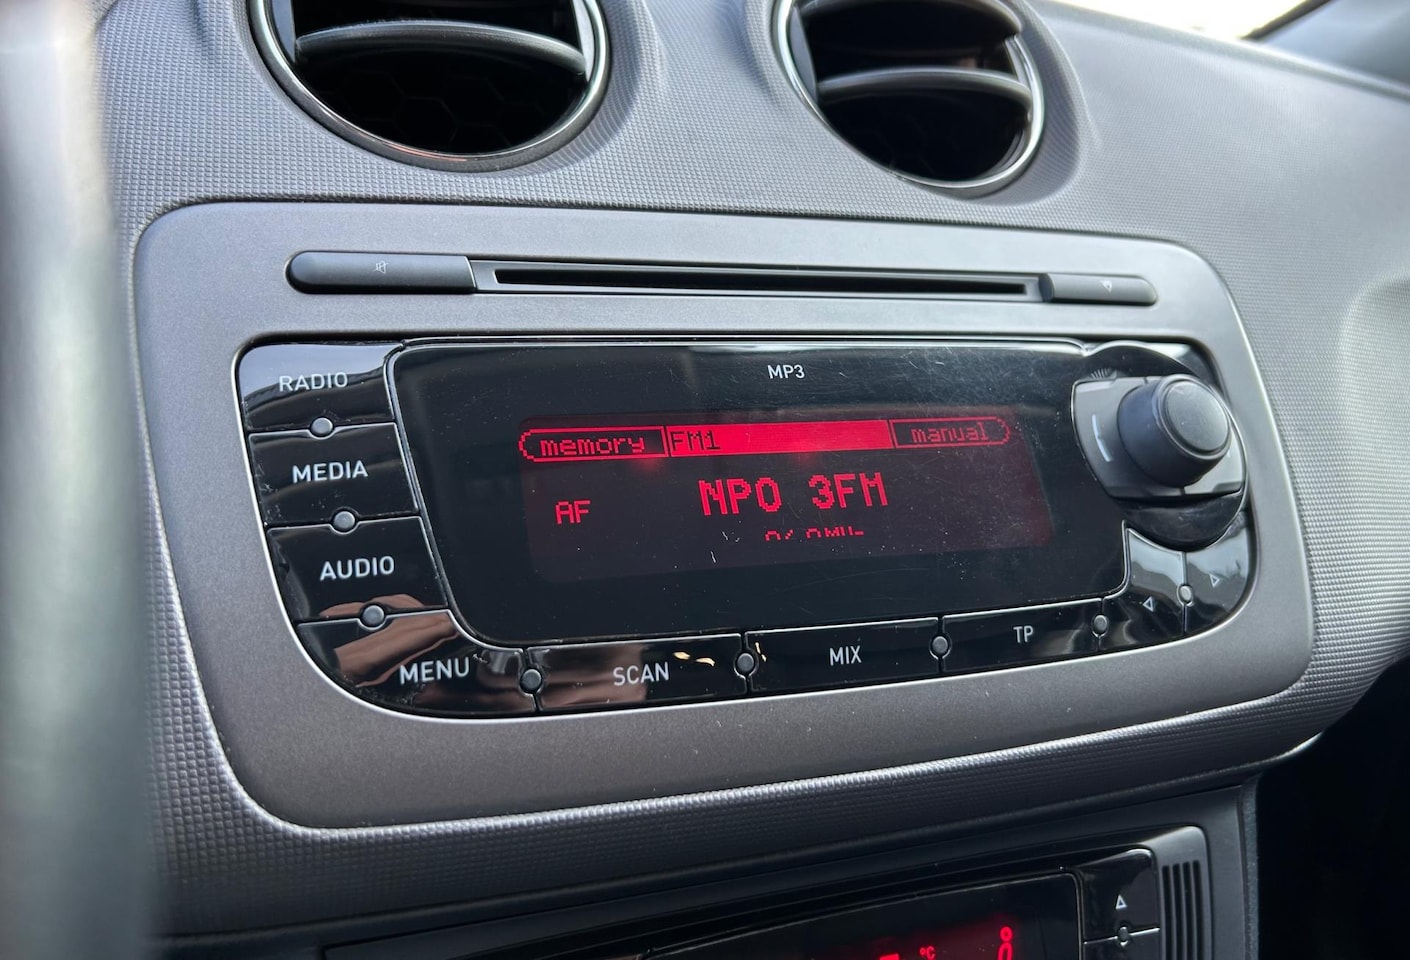 MP3
RADIO
memory FM1 manual
MEDIA
NPO 3FM
AF
AUDIO
MENU SCAN MIX TP
°C